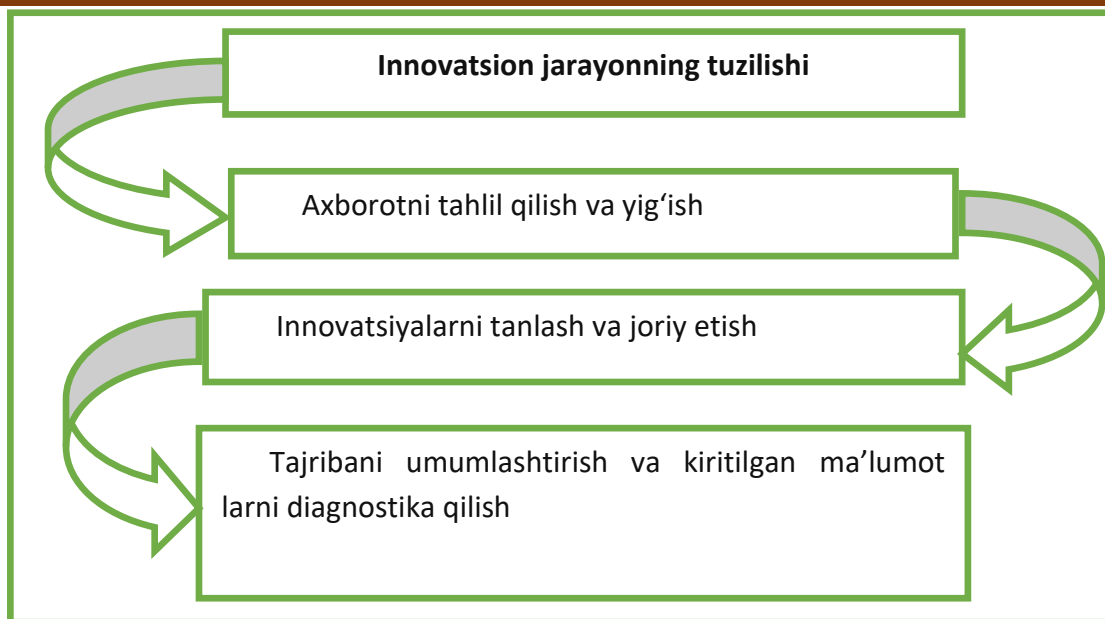 Innovatsion jarayonning tuzilishi
Axborotni tahlil qilish va yig‘ish
Innovatsiyalarni tanlash va joriy etish
Tajribani umumlashtirish va kiritilgan ma’lumot
larni diagnostika qilish